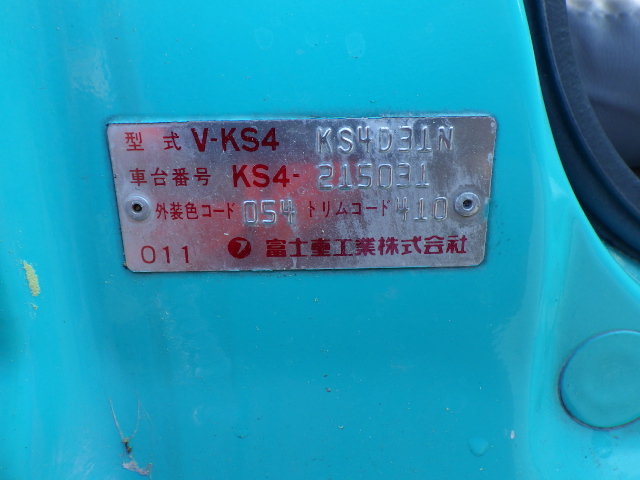 型式 V-KS4 KS4D31N
車台番号 KS4-215031
外装色コード 054 トリムコード 410
011 富士重工業株式会社